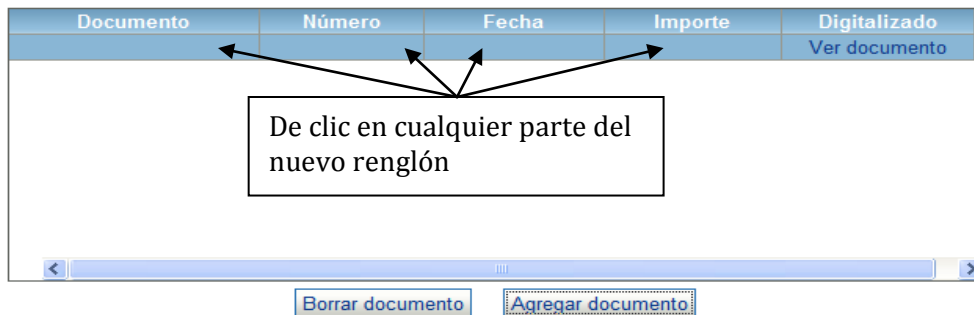 Documento Número Fecha Importe Digitalizado
Ver documento
De clic en cualquier parte del
nuevo renglón
Borrar documento Agregar documento